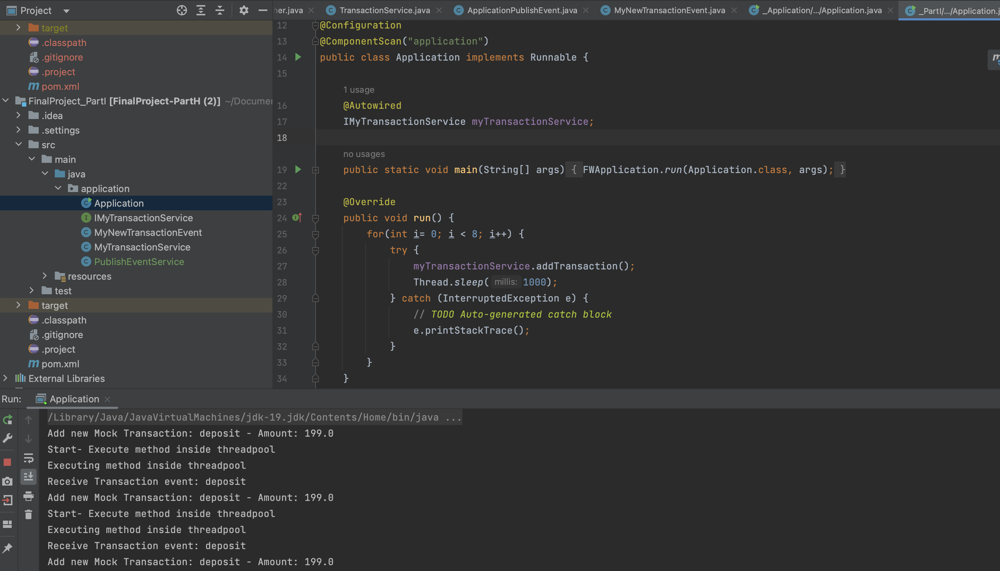 Project
target
.classpath
.gitignore
.project
pom.xml
FinalProject_PartI [FinalProject-PartH (2)] ~/Documen
.idea
.settings
src
main
java
application
Application
IMyTransactionService
MyNewTransactionEvent
MyTransactionService
PublishEventService
resources
test
target
.classpath
.gitignore
.project
pom.xml
External Libraries
her.java TransactionService.java ApplicationPublishEvent.java MyNewTransactionEvent.java _Application/.../Application.java _PartI/.../Application.j
12 @Configuration
13 @ComponentScan("application")
14 public class Application implements Runnable {
15
1 usage
16 @Autowired
17 IMyTransactionService myTransactionService;
18
no usages
19 public static void main(String[] args) { FWApplication.run(Application.class, args); }
22
23 @Override
24 public void run() {
25 for(int i= 0; i < 8; i++) {
26 try {
27 myTransactionService.addTransaction();
28 Thread.sleep( millis: 1000);
29 } catch (InterruptedException e) {
30 // TODO Auto-generated catch block
31 e.printStackTrace();
32 }
33 }
34 }
Run: Application
/Library/Java/JavaVirtualMachines/jdk-19.jdk/Contents/Home/bin/java ...
Add new Mock Transaction: deposit - Amount: 199.0
Start- Execute method inside threadpool
Executing method inside threadpool
Receive Transaction event: deposit
Add new Mock Transaction: deposit - Amount: 199.0
Start- Execute method inside threadpool
Executing method inside threadpool
Receive Transaction event: deposit
Add new Mock Transaction: deposit - Amount: 199.0